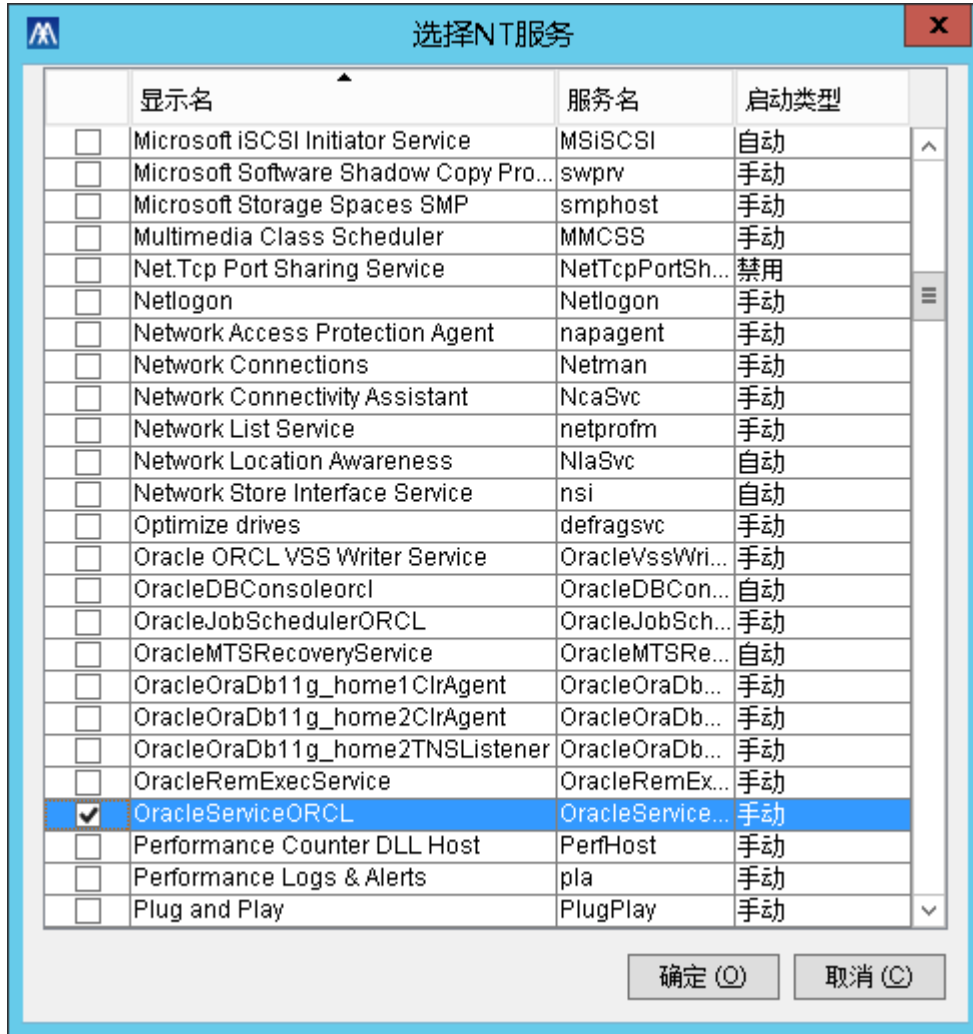 选择NT服务
显示名 服务名 启动类型
Microsoft iSCSI Initiator Service MSiSCSI 自动
Microsoft Software Shadow Copy Pro... swprv 手动
Microsoft Storage Spaces SMP smphost 手动
Multimedia Class Scheduler MMCSS 手动
Net.Tcp Port Sharing Service NetTcpPortSh... 禁用
Netlogon Netlogon 手动
Network Access Protection Agent napagent 手动
Network Connections Netman 手动
Network Connectivity Assistant NcaSvc 手动
Network List Service netprofm 手动
Network Location Awareness NlaSvc 自动
Network Store Interface Service nsi 自动
Optimize drives defragsvc 手动
Oracle ORCL VSS Writer Service OracleVssWri... 手动
OracleDBConsoleorcl OracleDBCon... 自动
OracleJobSchedulerORCL OracleJobSch... 手动
OracleMTSRecoveryService OracleMTSRe... 自动
OracleOraDb11g_home1ClrAgent OracleOraDb... 手动
OracleOraDb11g_home2ClrAgent OracleOraDb... 手动
OracleOraDb11g_home2TNSListener OracleOraDb... 手动
OracleRemExecService OracleRemEx... 手动
OracleServiceORCL OracleService... 手动
Performance Counter DLL Host PerfHost 手动
Performance Logs & Alerts pla 手动
Plug and Play PlugPlay 手动
确定 (O) 取消 (C)